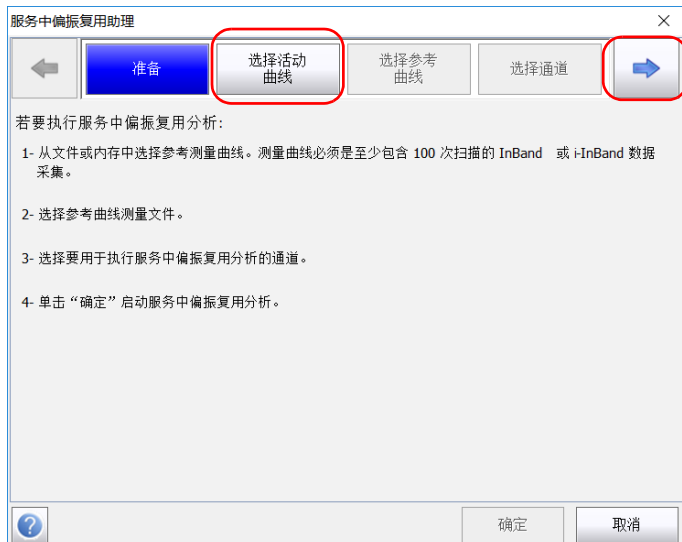 服务中偏振复用助理
准备
选择活动
曲线
选择参考
曲线
选择通道
若要执行服务中偏振复用分析:
1- 从文件或内存中选择参考测量曲线。测量曲线必须是至少包含 100 次扫描的 InBand 或 i-InBand 数据
采集。
2- 选择参考曲线测量文件。
3- 选择要用于执行服务中偏振复用分析的通道。
4- 单击“确定”启动服务中偏振复用分析。
确定
取消